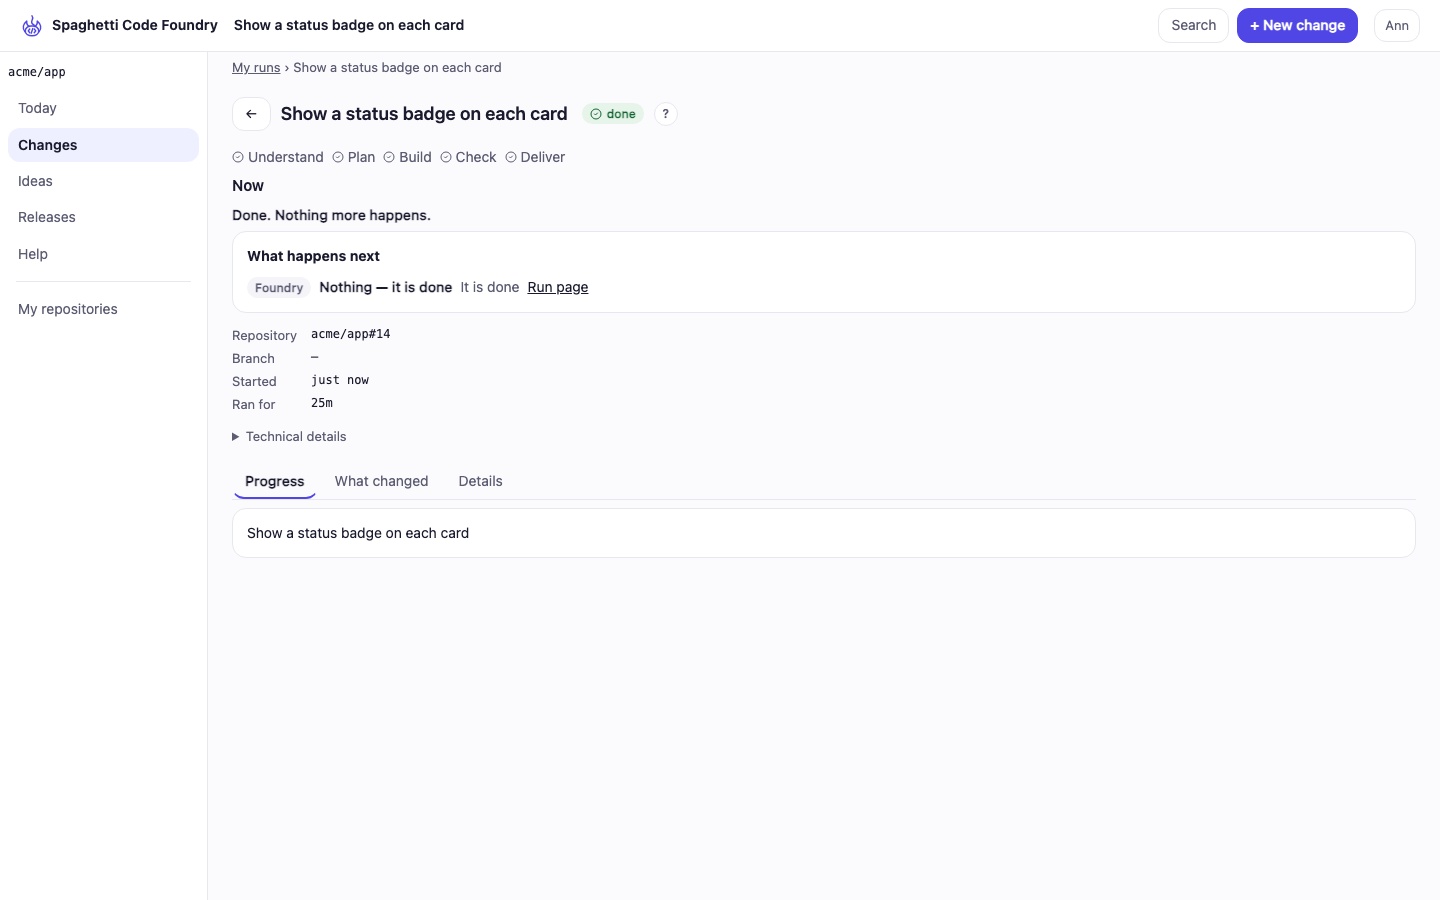 Spaghetti Code Foundry Show a status badge on each card Search + New change Ann
acme/app
Today
Changes
Ideas
Releases
Help
My repositories
My runs › Show a status badge on each card
← Show a status badge on each card done ?
Understand Plan Build Check Deliver
Now
Done. Nothing more happens.
What happens next
Foundry Nothing — it is done It is done Run page
Repository acme/app#14
Branch —
Started just now
Ran for 25m
Technical details
Progress What changed Details
Show a status badge on each card